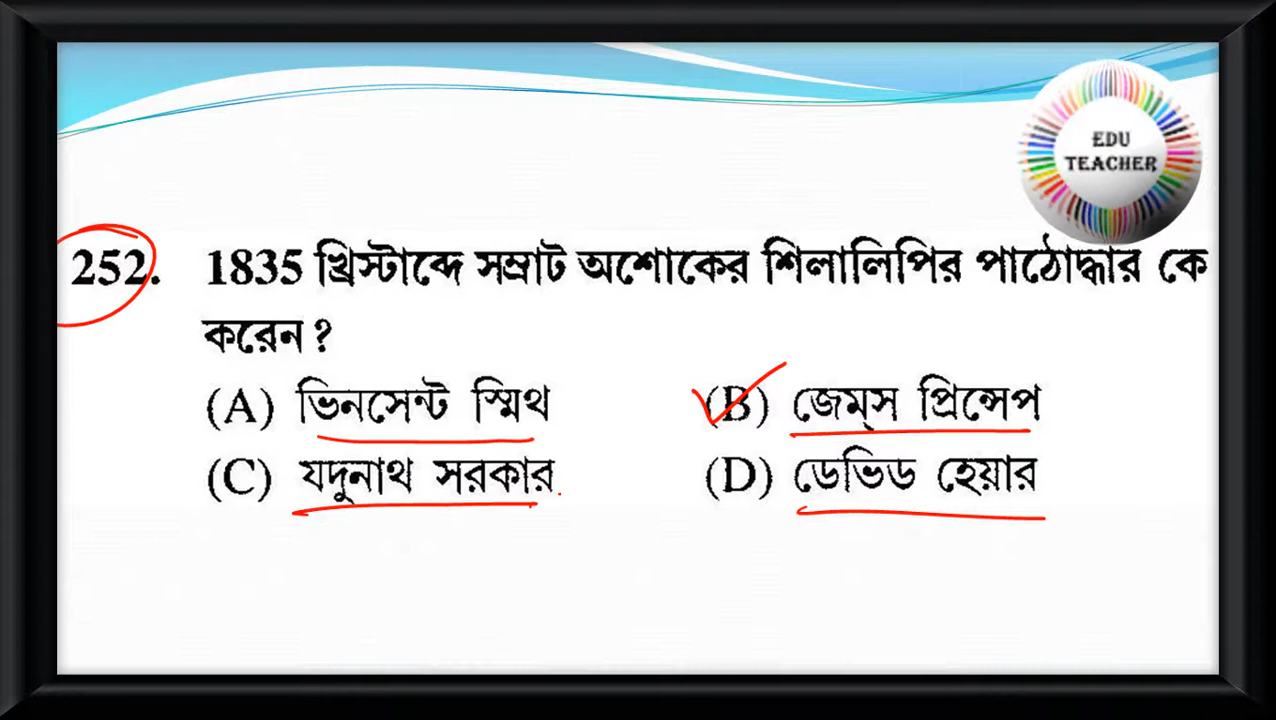 EDU
TEACHER
252. 1835 খ্রিস্টাব্দে সম্রাট অশোকের শিলালিপির পাঠোদ্ধার কে
করেন ?
(A) ভিনসেন্ট স্মিথ (B) জেম্‌স প্রিন্সেপ
(C) যদুনাথ সরকার (D) ডেভিড হেয়ার